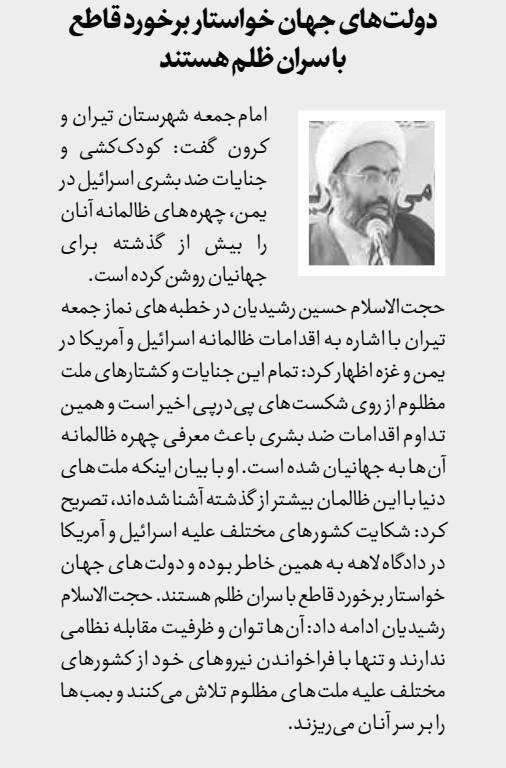 دولت‌های جهان خواستار برخورد قاطع
با سران ظلم هستند
امام جمعه شهرستان تیران و
کرون گفت: کودک‌کشی و
جنایات ضد بشری اسرائیل در
یمن، چهره‌های ظالمانه آنان
را بیش از گذشته برای
جهانیان روشن کرده است.
حجت‌الاسلام حسین رشیدیان در خطبه های نماز جمعه
تیران با اشاره به اقدامات ظالمانه اسرائیل و آمریکا در
یمن و غزه اظهار کرد: تمام این جنایات و کشتارهای ملت
مظلوم از روی شکست‌های پی‌درپی اخیر است و همین
تداوم اقدامات ضد بشری باعث معرفی چهره ظالمانه
آن ها به جهانیان شده است. او با بیان اینکه ملت‌های
دنیا با این ظالمان بیشتر از گذشته آشنا شده‌اند، تصریح
کرد: شکایت کشورهای مختلف علیه اسرائیل و آمریکا
در دادگاه لاهه به همین خاطر بوده و دولت‌های جهان
خواستار برخورد قاطع با سران ظلم هستند. حجت‌الاسلام
رشیدیان ادامه داد: آن‌ها توان و ظرفیت مقابله نظامی
ندارند و تنها با فراخواندن نیروهای خود از کشورهای
مختلف علیه ملت‌های مظلوم تلاش می‌کنند و بمب‌ها
را بر سر آنان می‌ریزند.